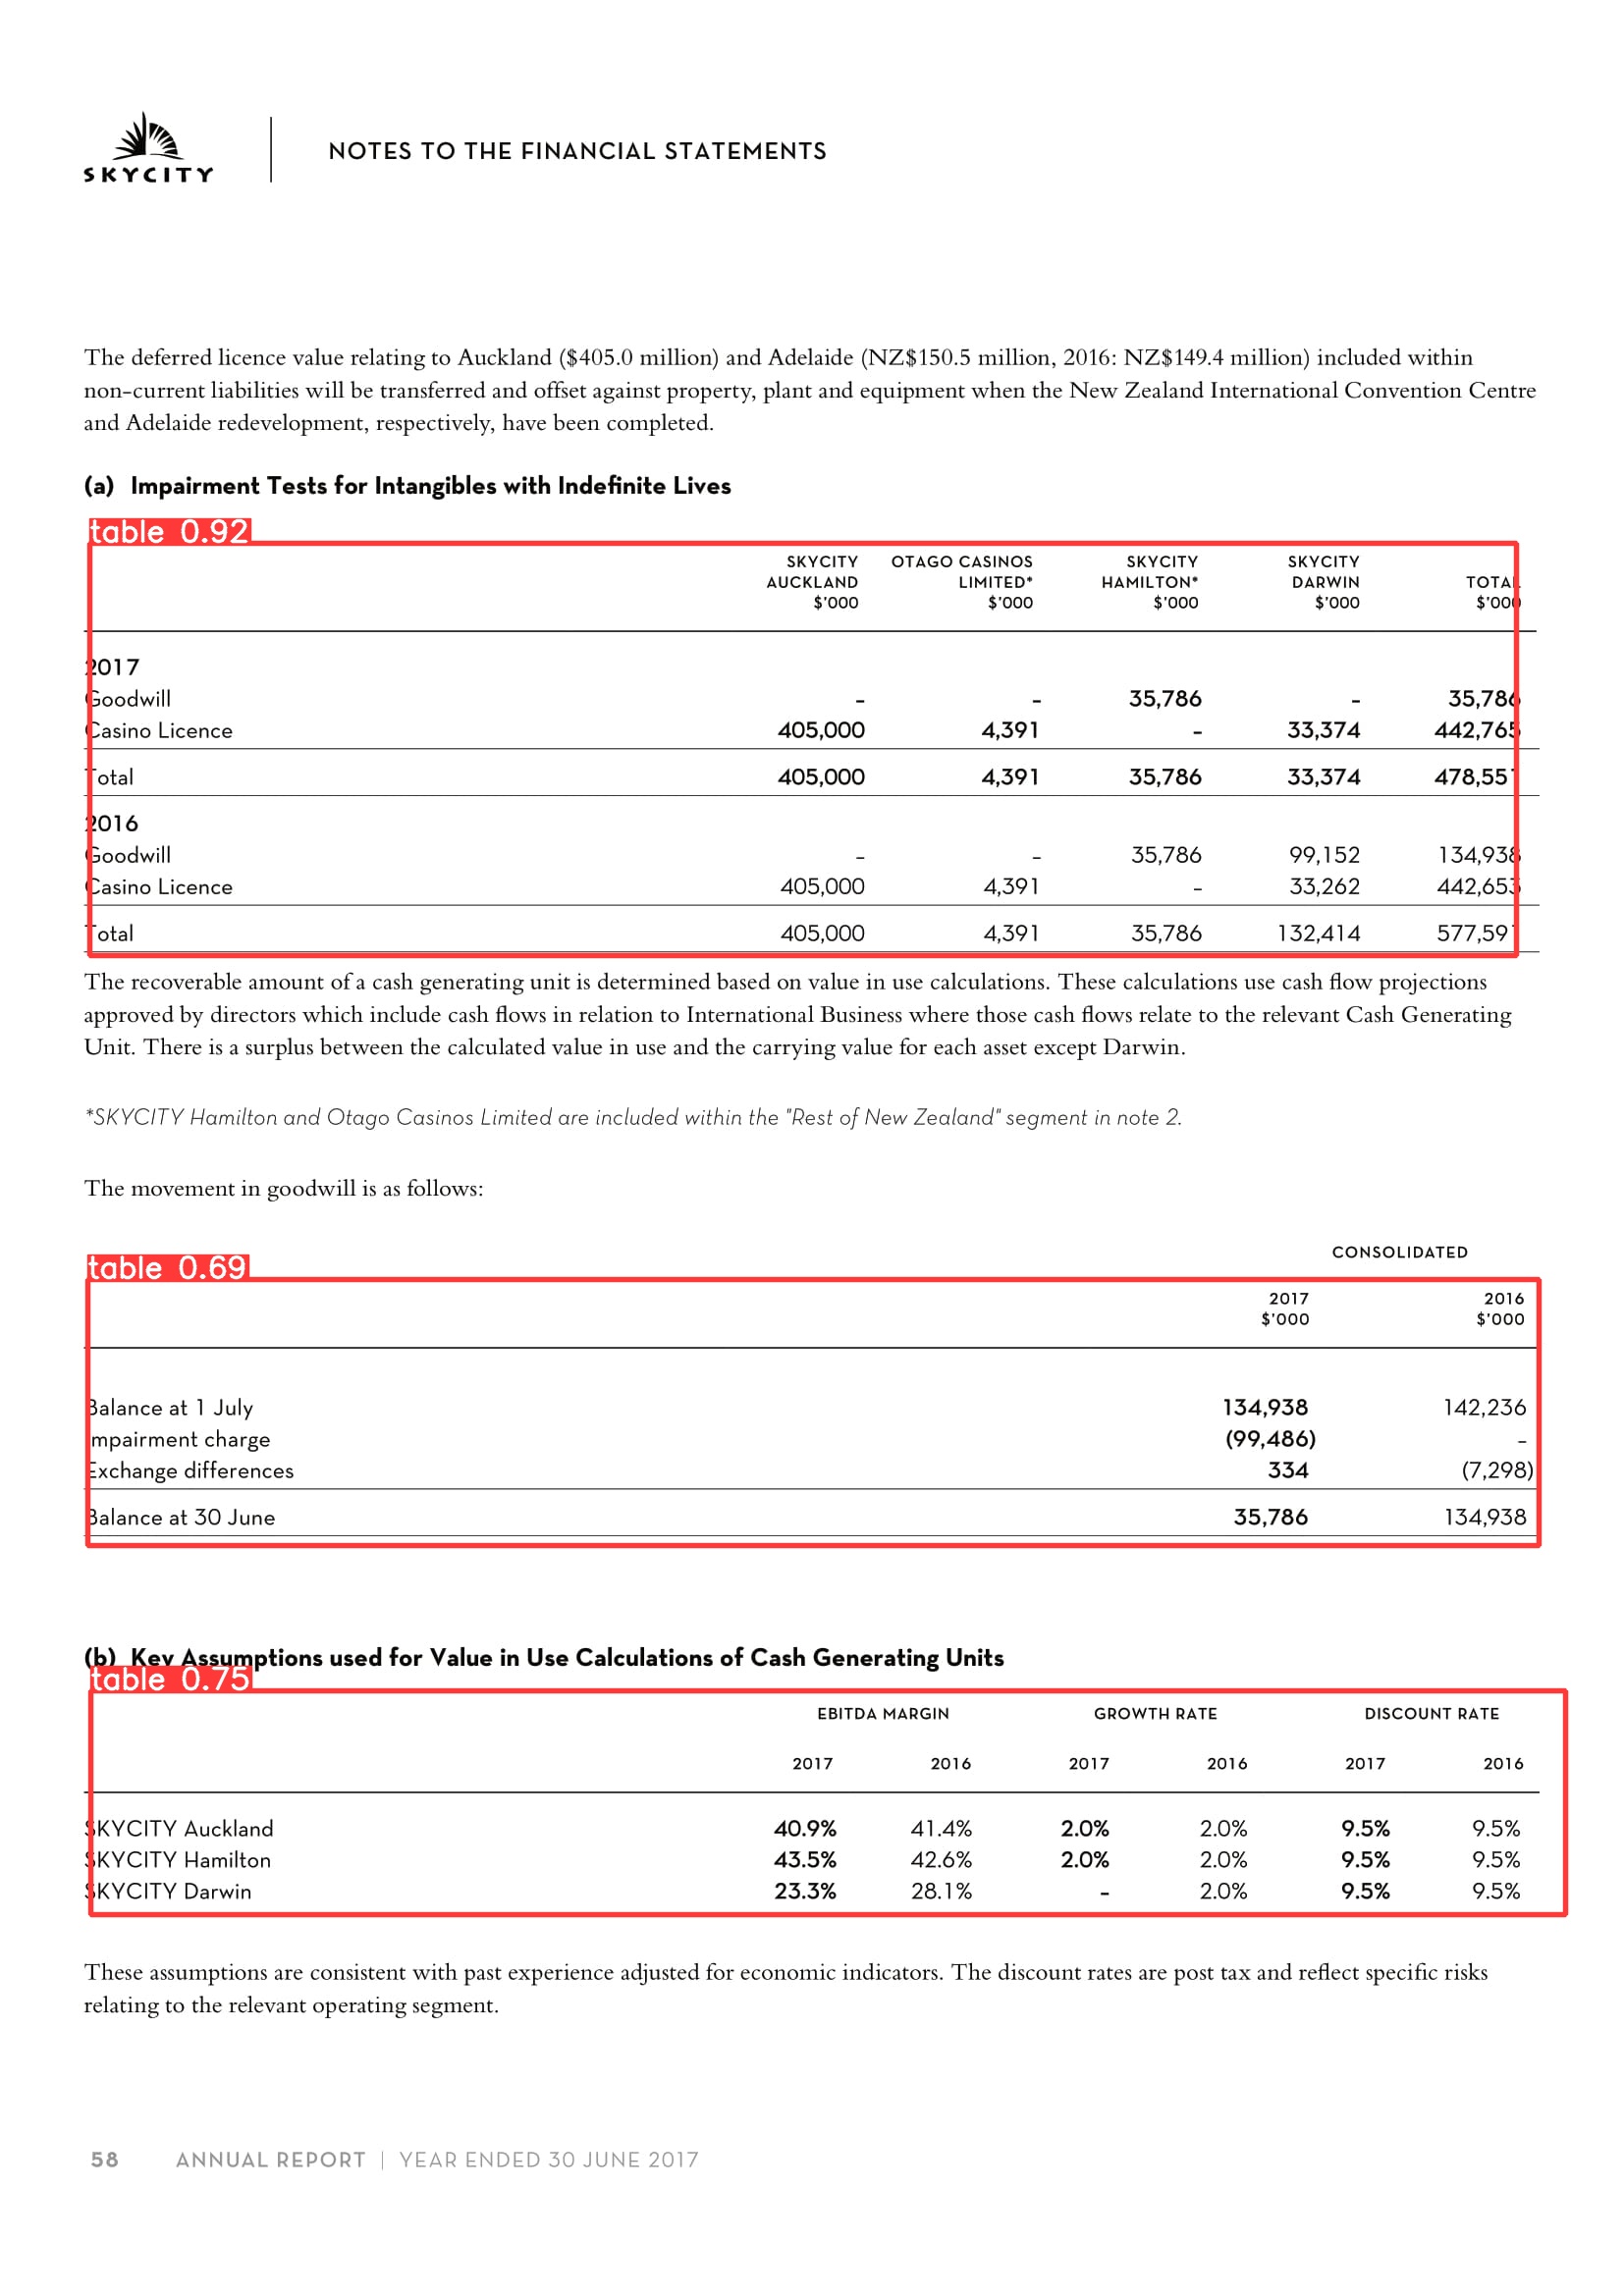 SKYCITY
NOTES TO THE FINANCIAL STATEMENTS
The deferred licence value relating to Auckland ($405.0 million) and Adelaide (NZ$150.5 million, 2016: NZ$149.4 million) included within
non-current liabilities will be transferred and offset against property, plant and equipment when the New Zealand International Convention Centre
and Adelaide redevelopment, respectively, have been completed.
(a) Impairment Tests for Intangibles with Indefinite Lives
table 0.92
SKYCITY OTAGO CASINOS SKYCITY SKYCITY
AUCKLAND LIMITED* HAMILTON* DARWIN TOTAL
$'000 $'000 $'000 $'000 $'000
2017
Goodwill – – 35,786 – 35,786
Casino Licence 405,000 4,391 – 33,374 442,765
Total 405,000 4,391 35,786 33,374 478,551
2016
Goodwill – – 35,786 99,152 134,938
Casino Licence 405,000 4,391 – 33,262 442,653
Total 405,000 4,391 35,786 132,414 577,591
The recoverable amount of a cash generating unit is determined based on value in use calculations. These calculations use cash flow projections
approved by directors which include cash flows in relation to International Business where those cash flows relate to the relevant Cash Generating
Unit. There is a surplus between the calculated value in use and the carrying value for each asset except Darwin.
*SKYCITY Hamilton and Otago Casinos Limited are included within the "Rest of New Zealand" segment in note 2.
The movement in goodwill is as follows:
CONSOLIDATED
table 0.69
2017 2016
$'000 $'000
Balance at 1 July 134,938 142,236
Impairment charge (99,486) –
Exchange differences 334 (7,298)
Balance at 30 June 35,786 134,938
(b) Key Assumptions used for Value in Use Calculations of Cash Generating Units
table 0.75
EBITDA MARGIN GROWTH RATE DISCOUNT RATE
2017 2016 2017 2016 2017 2016
SKYCITY Auckland 40.9% 41.4% 2.0% 2.0% 9.5% 9.5%
SKYCITY Hamilton 43.5% 42.6% 2.0% 2.0% 9.5% 9.5%
SKYCITY Darwin 23.3% 28.1% – 2.0% 9.5% 9.5%
These assumptions are consistent with past experience adjusted for economic indicators. The discount rates are post tax and reflect specific risks
relating to the relevant operating segment.
58 ANNUAL REPORT | YEAR ENDED 30 JUNE 2017